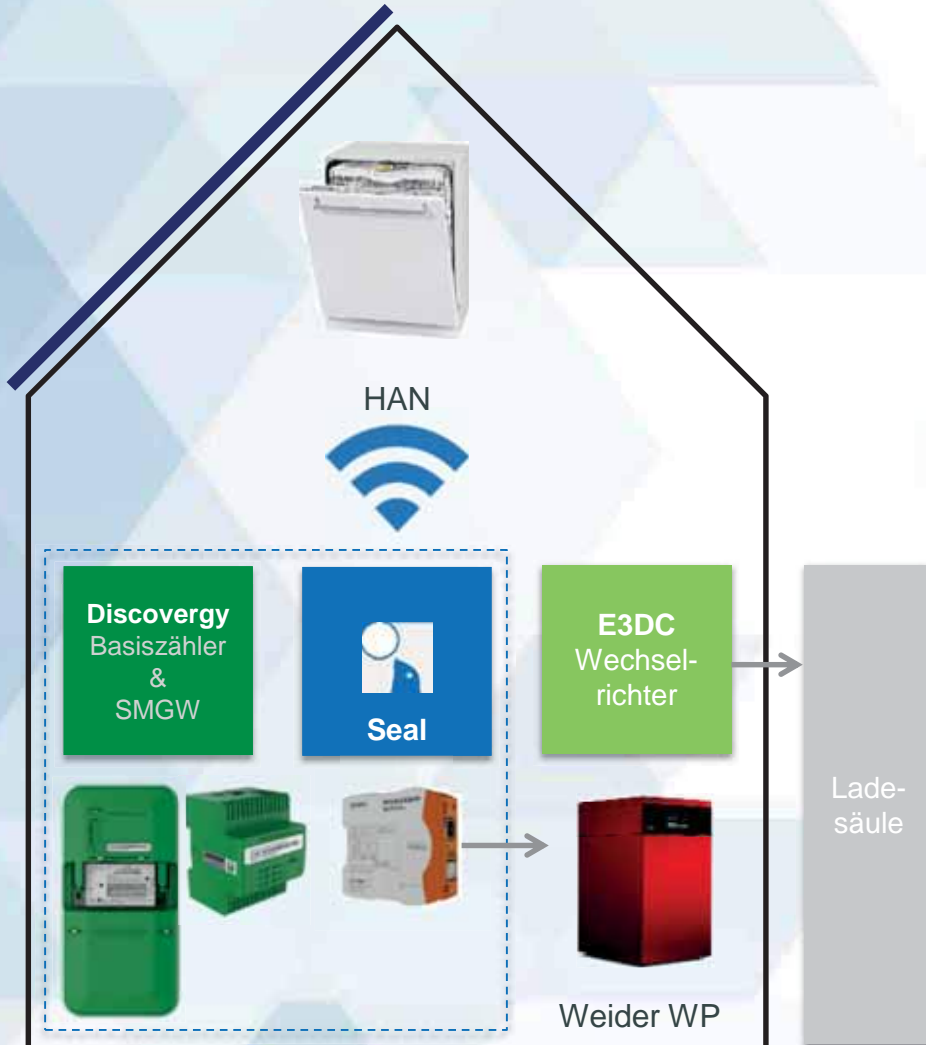 HAN
Discovergy
Basiszähler
&
SMGW
Seal
E3DC
Wechsel-
richter
Lade-
säule
Weider WP